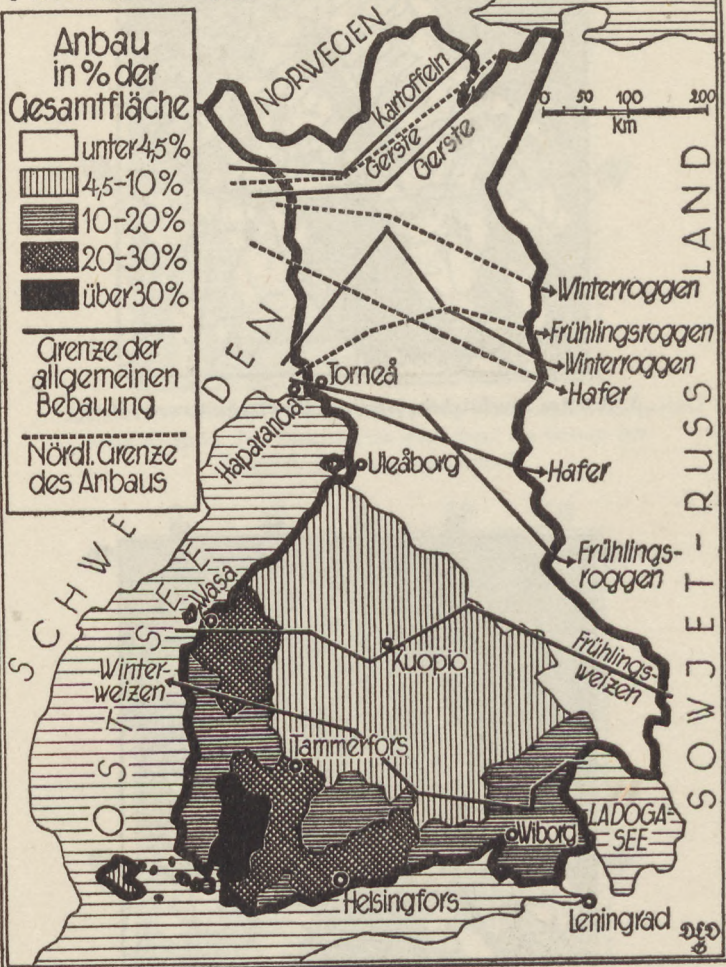 Anbau
in % der
Gesamtfläche
unter 4,5%
4,5-10%
10-20%
20-30%
über 30%
Grenze der
allgemeinen
Bebauung
Nördl. Grenze
des Anbaus
NORWEGEN
Kartoffeln
Gerste
Gerste
0 50 100 200
Km
Winterroggen
Frühlingsroggen
Winterroggen
Hafer
Torneå
Haparanda
Uleåborg
Hafer
Frühlings-
roggen
SCHWEDEN
OSTSEE
SOWJET-RUSSLAND
Wasa
Kuopio
Frühlings-
weizen
Winter-
weizen
Tammerfors
Wiborg
LADOGA-
SEE
Helsingfors
Leningrad